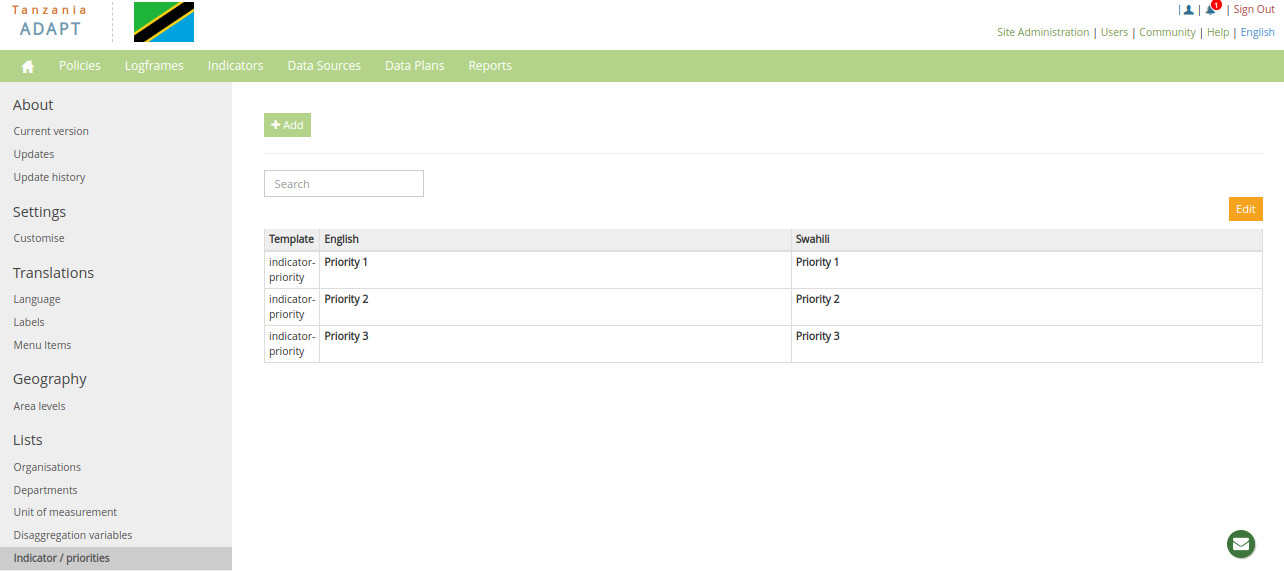 Tanzania
ADAPT
| | 1 | Sign Out
Site Administration | Users | Community | Help | English
Policies Logframes Indicators Data Sources Data Plans Reports
About
Current version
Updates
Update history
Settings
Customise
Translations
Language
Labels
Menu Items
Geography
Area levels
Lists
Organisations
Departments
Unit of measurement
Disaggregation variables
Indicator / priorities
Add
Search
Edit
Template English Swahili
indicator- Priority 1 Priority 1
priority
indicator- Priority 2 Priority 2
priority
indicator- Priority 3 Priority 3
priority